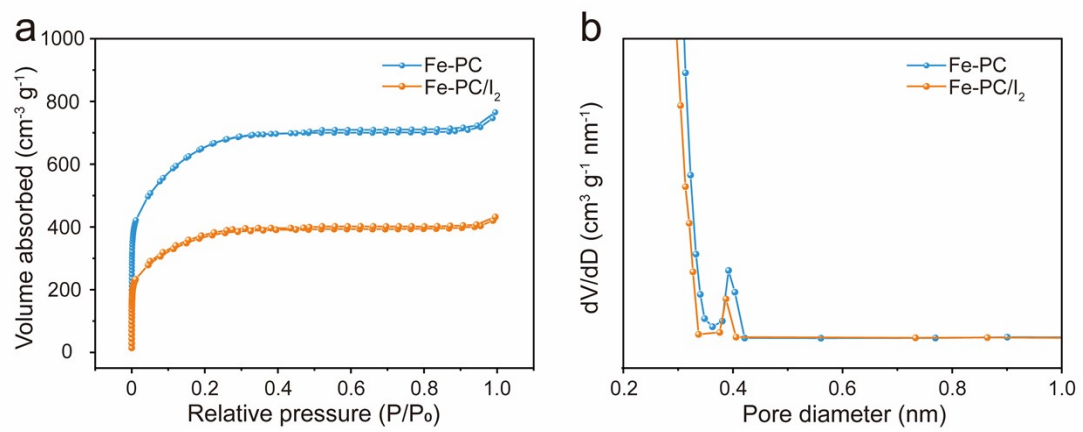 a
1000
800
600
400
200
0
Volume absorbed (cm⁻³ g⁻¹)
Fe-PC
Fe-PC/I₂
0 0.2 0.4 0.6 0.8 1.0
Relative pressure (P/P₀)
b
dV/dD (cm³ g⁻¹ nm⁻¹)
Fe-PC
Fe-PC/I₂
0.2 0.4 0.6 0.8 1.0
Pore diameter (nm)